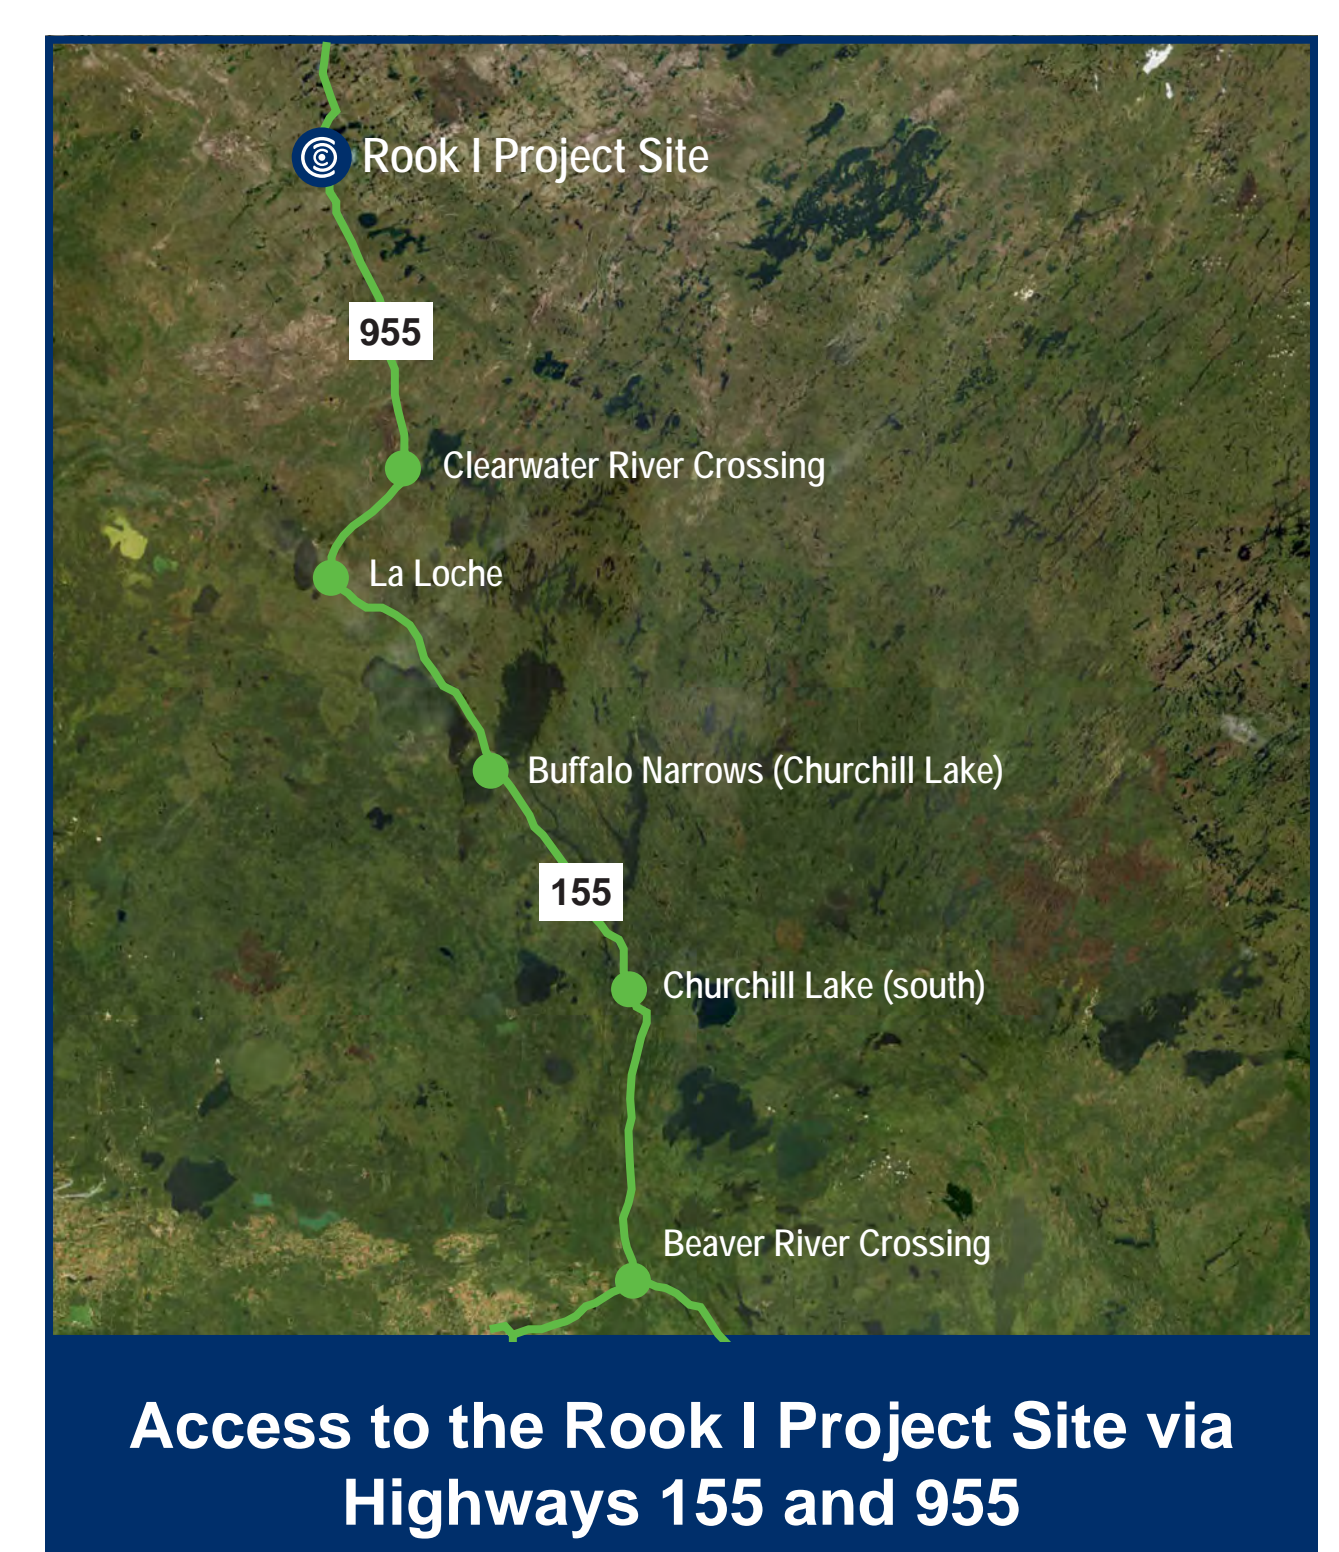 Rook I Project Site
955
Clearwater River Crossing
La Loche
Buffalo Narrows (Churchill Lake)
155
Churchill Lake (south)
Beaver River Crossing
Access to the Rook I Project Site via
Highways 155 and 955